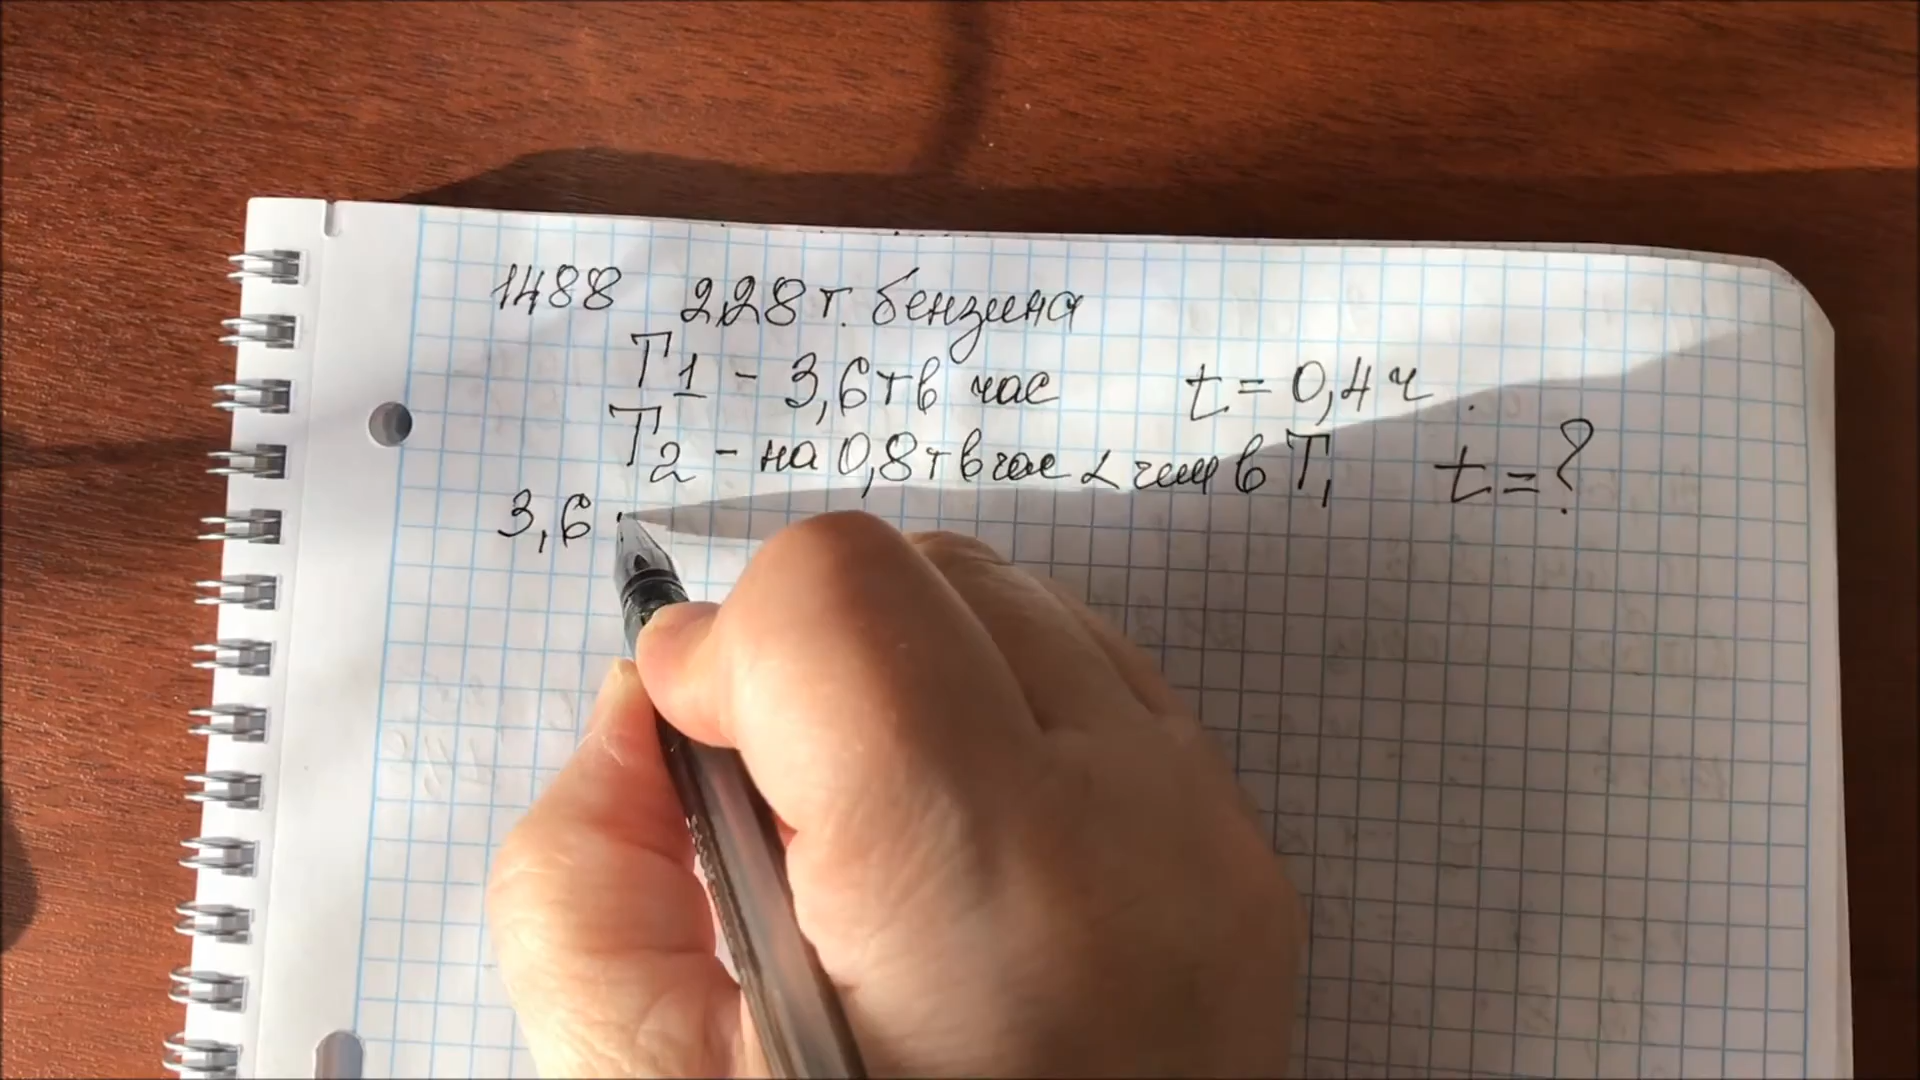 1488 2,28 т. бензина
Т1 - 3,6 т в час t = 0,4 ч.
Т2 - на 0,8 т в час < чем в Т1 t = ?
3,6 ·